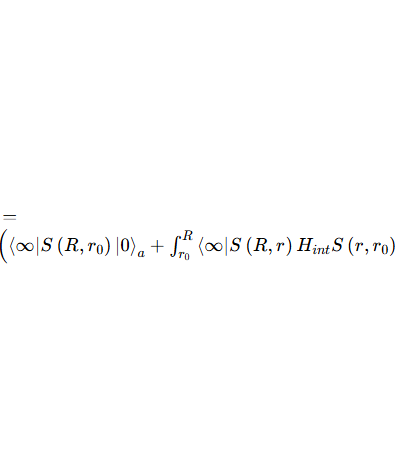 =
(⟨∞|S (R, r₀) |0⟩ₐ + ∫_{r₀}^{R} ⟨∞|S (R, r) H_{int}S (r, r₀)